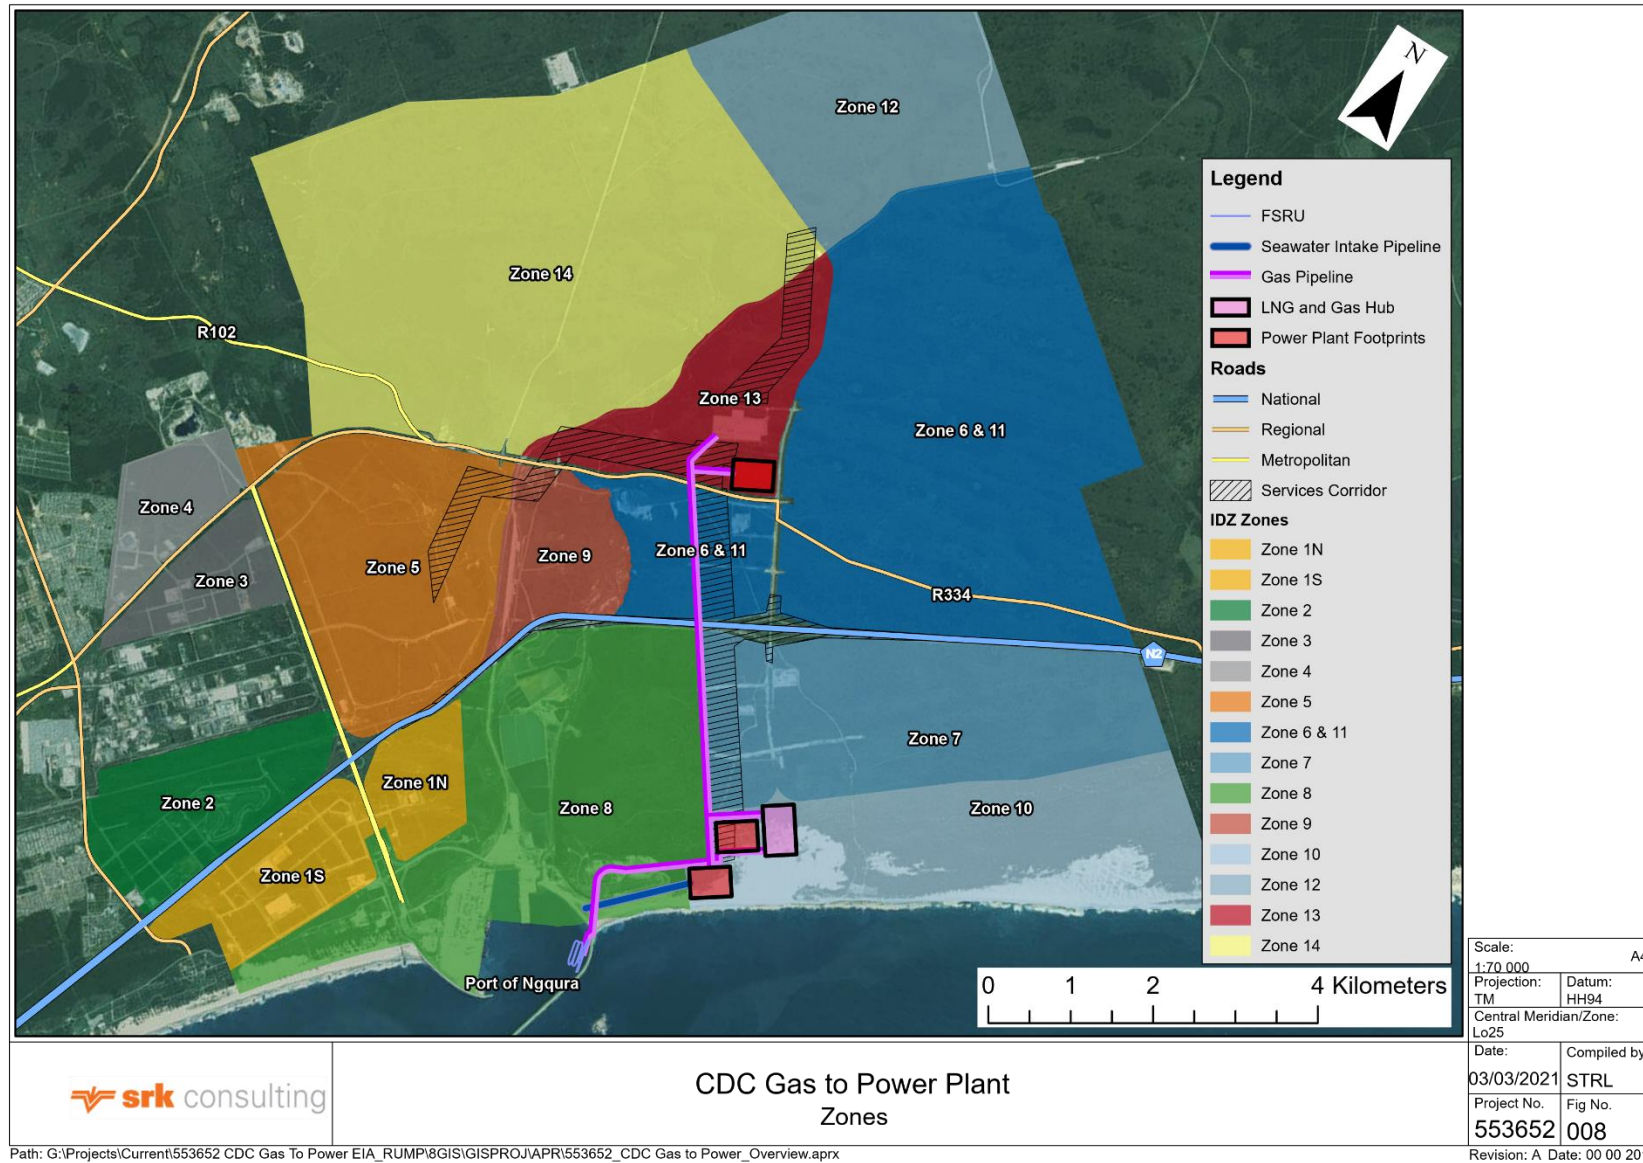 N
Zone 12
Zone 14
R102
Zone 13
Zone 6 & 11
Zone 4
Zone 3
Zone 5
Zone 9
Zone 6 & 11
R334
N2
Zone 7
Zone 1N
Zone 2
Zone 8
Zone 10
Zone 1S
Port of Ngqura
Legend
FSRU
Seawater Intake Pipeline
Gas Pipeline
LNG and Gas Hub
Power Plant Footprints
Roads
National
Regional
Metropolitan
Services Corridor
IDZ Zones
Zone 1N
Zone 1S
Zone 2
Zone 3
Zone 4
Zone 5
Zone 6 & 11
Zone 7
Zone 8
Zone 9
Zone 10
Zone 12
Zone 13
Zone 14
0 1 2 4 Kilometers
Scale: A4
1:70 000
Projection: Datum:
TM HH94
Central Meridian/Zone:
Lo25
Date: Compiled by
03/03/2021 STRL
Project No. Fig No.
553652 008
srk consulting
CDC Gas to Power Plant
Zones
Path: G:\Projects\Current\553652 CDC Gas To Power EIA_RUMP\8GIS\GISPROJ\APR\553652_CDC Gas to Power_Overview.aprx
Revision: A Date: 00 00 20